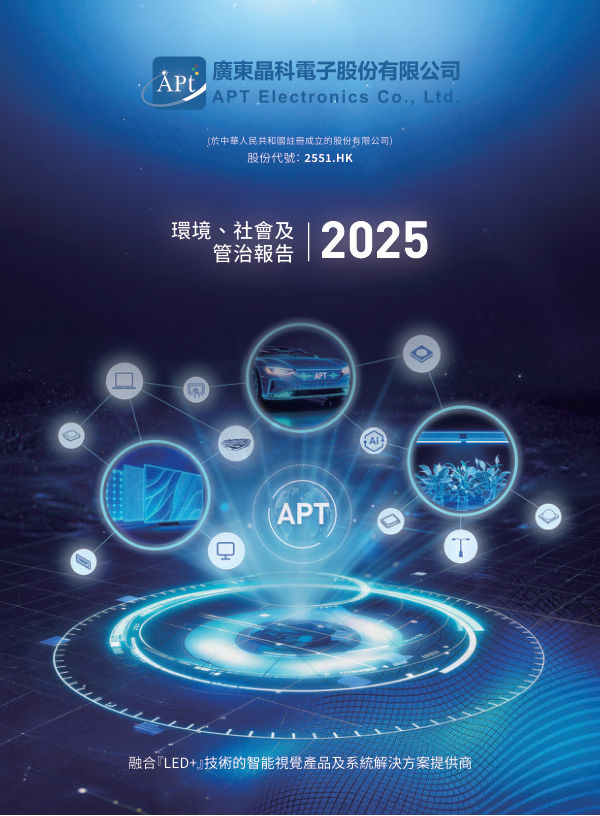 APt
廣東晶科電子股份有限公司
APT Electronics Co., Ltd.
(於中華人民共和國註冊成立的股份有限公司)
股份代號：2551.HK
環境、社會及
管治報告
2025
APT
AI
APT
融合『LED+』技術的智能視覺產品及系統解決方案提供商